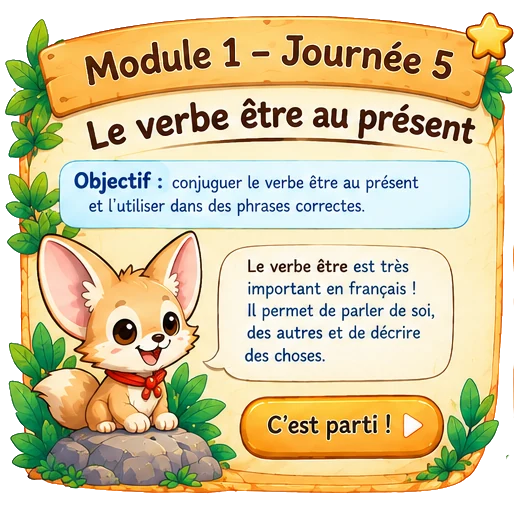 Module 1 – Journée 5
Le verbe être au présent
Objectif : conjuguer le verbe être au présent
et l'utiliser dans des phrases correctes.
Le verbe être est très
important en français !
Il permet de parler de soi,
des autres et de décrire
des choses.
C'est parti !